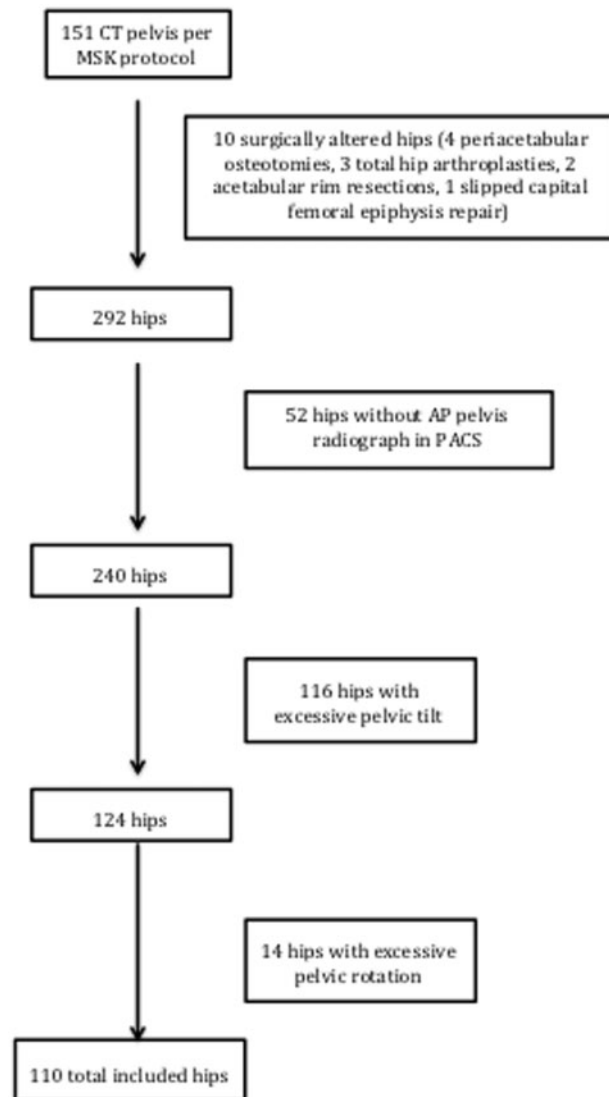 151 CT pelvis per
MSK protocol
10 surgically altered hips (4 periacetabular
osteotomies, 3 total hip arthroplasties, 2
acetabular rim resections, 1 slipped capital
femoral epiphysis repair)
292 hips
52 hips without AP pelvis
radiograph in PACS
240 hips
116 hips with
excessive pelvic tilt
124 hips
14 hips with excessive
pelvic rotation
110 total included hips